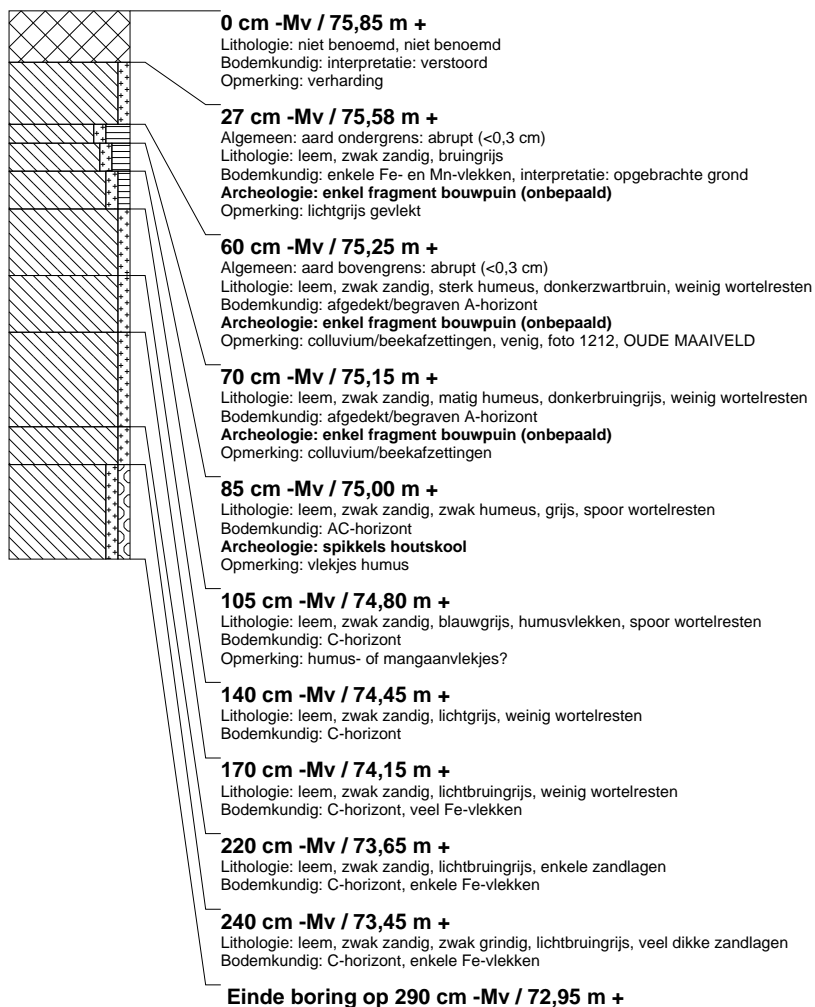 0 cm -Mv / 75,85 m +
Lithologie: niet benoemd, niet benoemd
Bodemkundig: interpretatie: verstoord
Opmerking: verharding
27 cm -Mv / 75,58 m +
Algemeen: aard ondergrens: abrupt (<0,3 cm)
Lithologie: leem, zwak zandig, bruingrijs
Bodemkundig: enkele Fe- en Mn-vlekken, interpretatie: opgebrachte grond
Archeologie: enkel fragment bouwpuin (onbepaald)
Opmerking: lichtgrijs gevlekt
60 cm -Mv / 75,25 m +
Algemeen: aard bovengrens: abrupt (<0,3 cm)
Lithologie: leem, zwak zandig, sterk humeus, donkerzwartbruin, weinig wortelresten
Bodemkundig: afgedekt/begraven A-horizont
Archeologie: enkel fragment bouwpuin (onbepaald)
Opmerking: colluvium/beekafzettingen, venig, foto 1212, OUDE MAAIVELD
70 cm -Mv / 75,15 m +
Lithologie: leem, zwak zandig, matig humeus, donkerbruingrijs, weinig wortelresten
Bodemkundig: afgedekt/begraven A-horizont
Archeologie: enkel fragment bouwpuin (onbepaald)
Opmerking: colluvium/beekafzettingen
85 cm -Mv / 75,00 m +
Lithologie: leem, zwak zandig, zwak humeus, grijs, spoor wortelresten
Bodemkundig: AC-horizont
Archeologie: spikkels houtskool
Opmerking: vlekjes humus
105 cm -Mv / 74,80 m +
Lithologie: leem, zwak zandig, blauwgrijs, humusvlekken, spoor wortelresten
Bodemkundig: C-horizont
Opmerking: humus- of mangaanvlekjes?
140 cm -Mv / 74,45 m +
Lithologie: leem, zwak zandig, lichtgrijs, weinig wortelresten
Bodemkundig: C-horizont
170 cm -Mv / 74,15 m +
Lithologie: leem, zwak zandig, lichtbruingrijs, weinig wortelresten
Bodemkundig: C-horizont, veel Fe-vlekken
220 cm -Mv / 73,65 m +
Lithologie: leem, zwak zandig, lichtbruingrijs, enkele zandlagen
Bodemkundig: C-horizont, enkele Fe-vlekken
240 cm -Mv / 73,45 m +
Lithologie: leem, zwak zandig, zwak grindig, lichtbruingrijs, veel dikke zandlagen
Bodemkundig: C-horizont, enkele Fe-vlekken
Einde boring op 290 cm -Mv / 72,95 m +